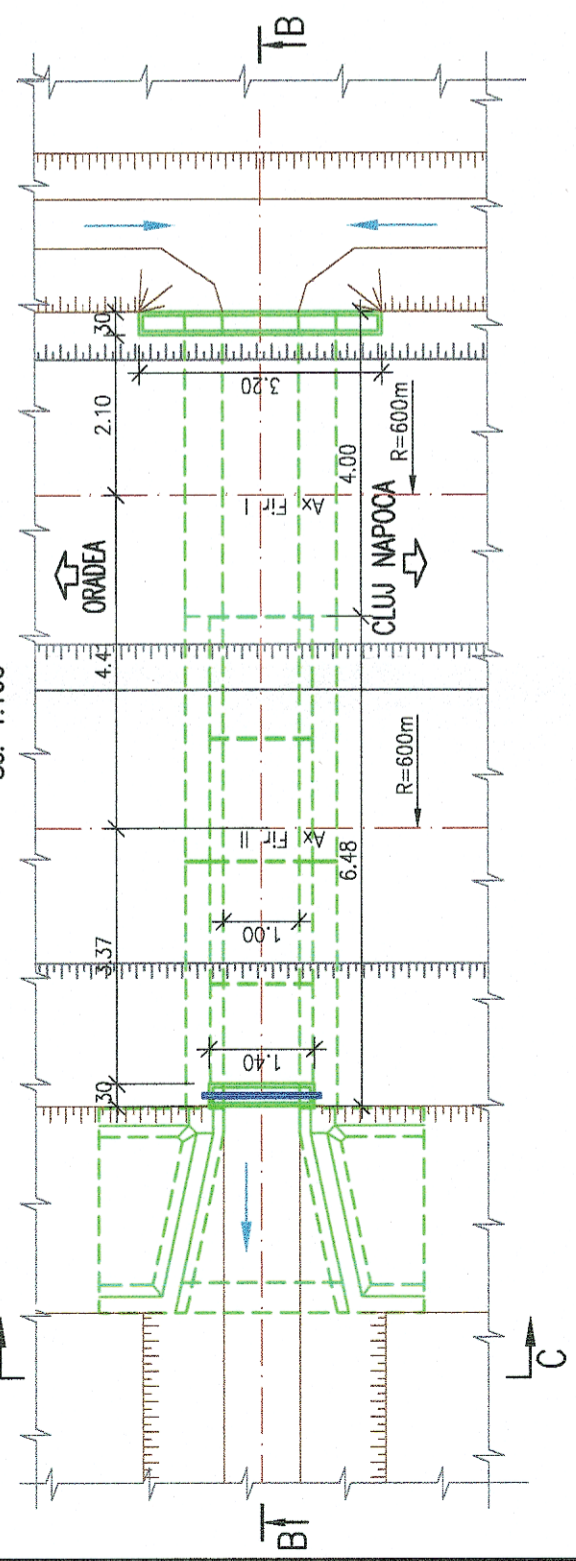 B
30
2.10
3.20
R=600m
4.00
Ax Fir I
ORADEA
CLUJ NAPOCA
4.4
R=600m
Ax Fir II
6.48
1.00
3.37
1.40
30
C
B